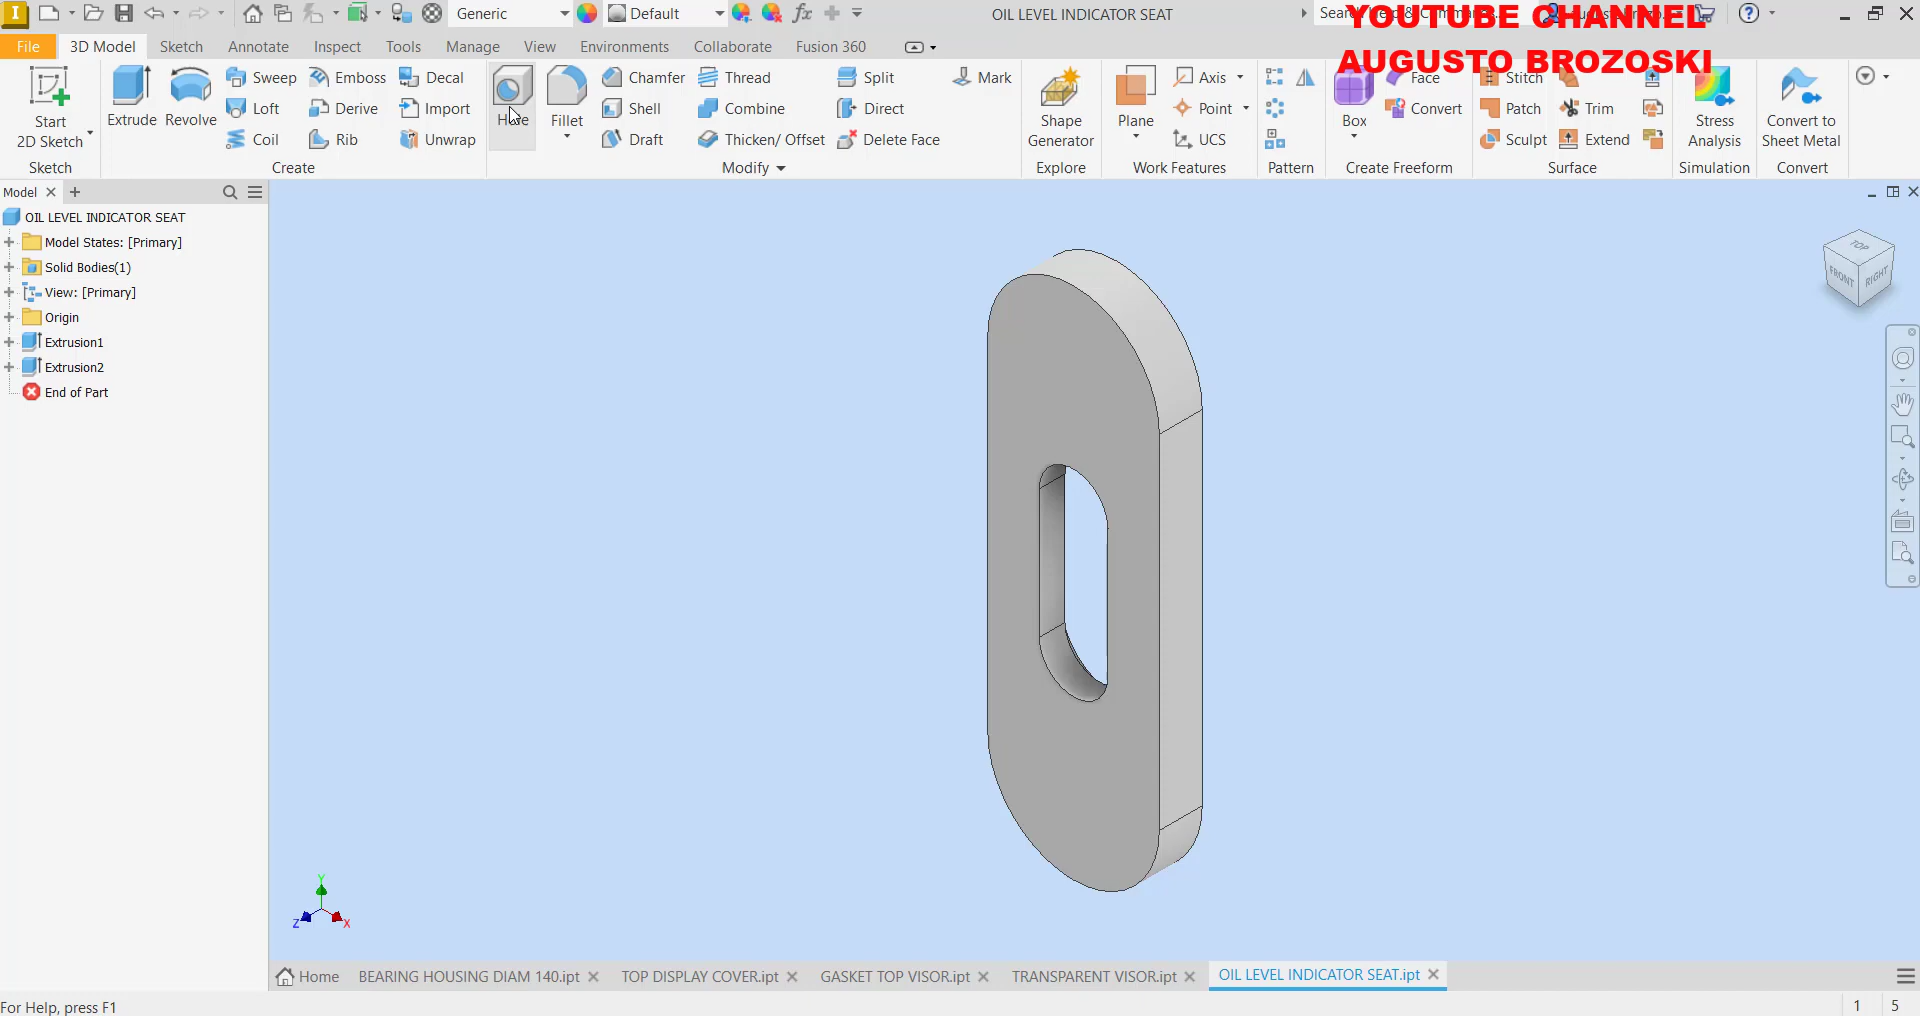 Generic
Default
OIL LEVEL INDICATOR SEAT
YOUTUBE CHANNEL
AUGUSTO BROZOSKI
File
3D Model
Sketch
Annotate
Inspect
Tools
Manage
View
Environments
Collaborate
Fusion 360
Start
2D Sketch
Sketch
Extrude
Revolve
Sweep
Loft
Coil
Emboss
Derive
Rib
Decal
Import
Unwrap
Create
Hole
Fillet
Chamfer
Shell
Draft
Thread
Combine
Thicken/ Offset
Split
Direct
Delete Face
Modify
Mark
Shape
Generator
Explore
Plane
Axis
Point
UCS
Work Features
Pattern
Box
Face
Convert
Create Freeform
Stitch
Patch
Sculpt
Trim
Extend
Surface
Stress
Analysis
Simulation
Convert to
Sheet Metal
Convert
Model
OIL LEVEL INDICATOR SEAT
Model States: [Primary]
Solid Bodies(1)
View: [Primary]
Origin
Extrusion1
Extrusion2
End of Part
TOP
FRONT
RIGHT
Y
Z
X
Home
BEARING HOUSING DIAM 140.ipt
TOP DISPLAY COVER.ipt
GASKET TOP VISOR.ipt
TRANSPARENT VISOR.ipt
OIL LEVEL INDICATOR SEAT.ipt
For Help, press F1
1
5